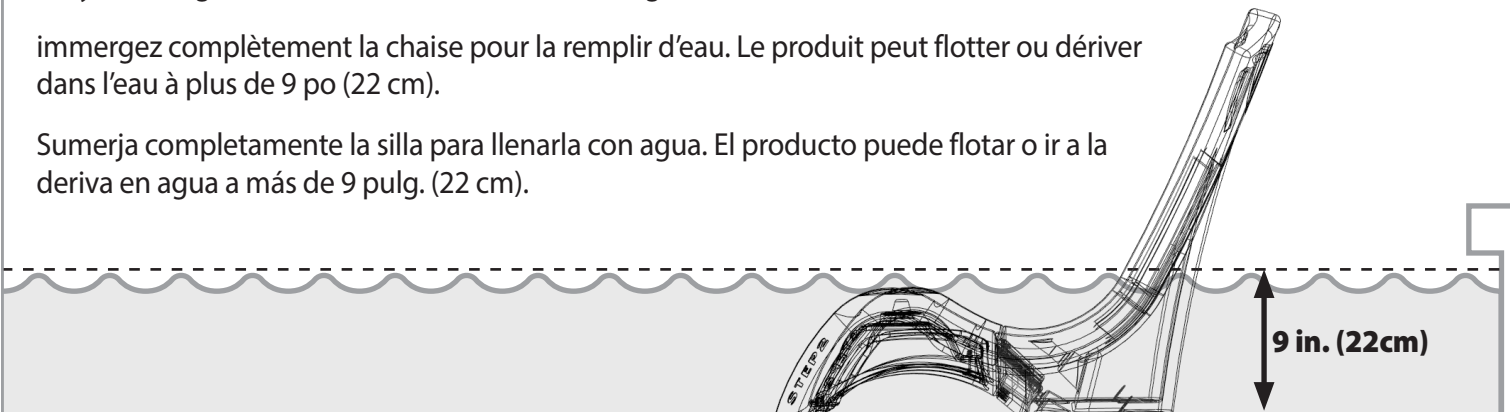 immergez complètement la chaise pour la remplir d’eau. Le produit peut flotter ou dériver
dans l’eau à plus de 9 po (22 cm).
Sumerja completamente la silla para llenarla con agua. El producto puede flotar o ir a la
deriva en agua a más de 9 pulg. (22 cm).
9 in. (22cm)
STEP2